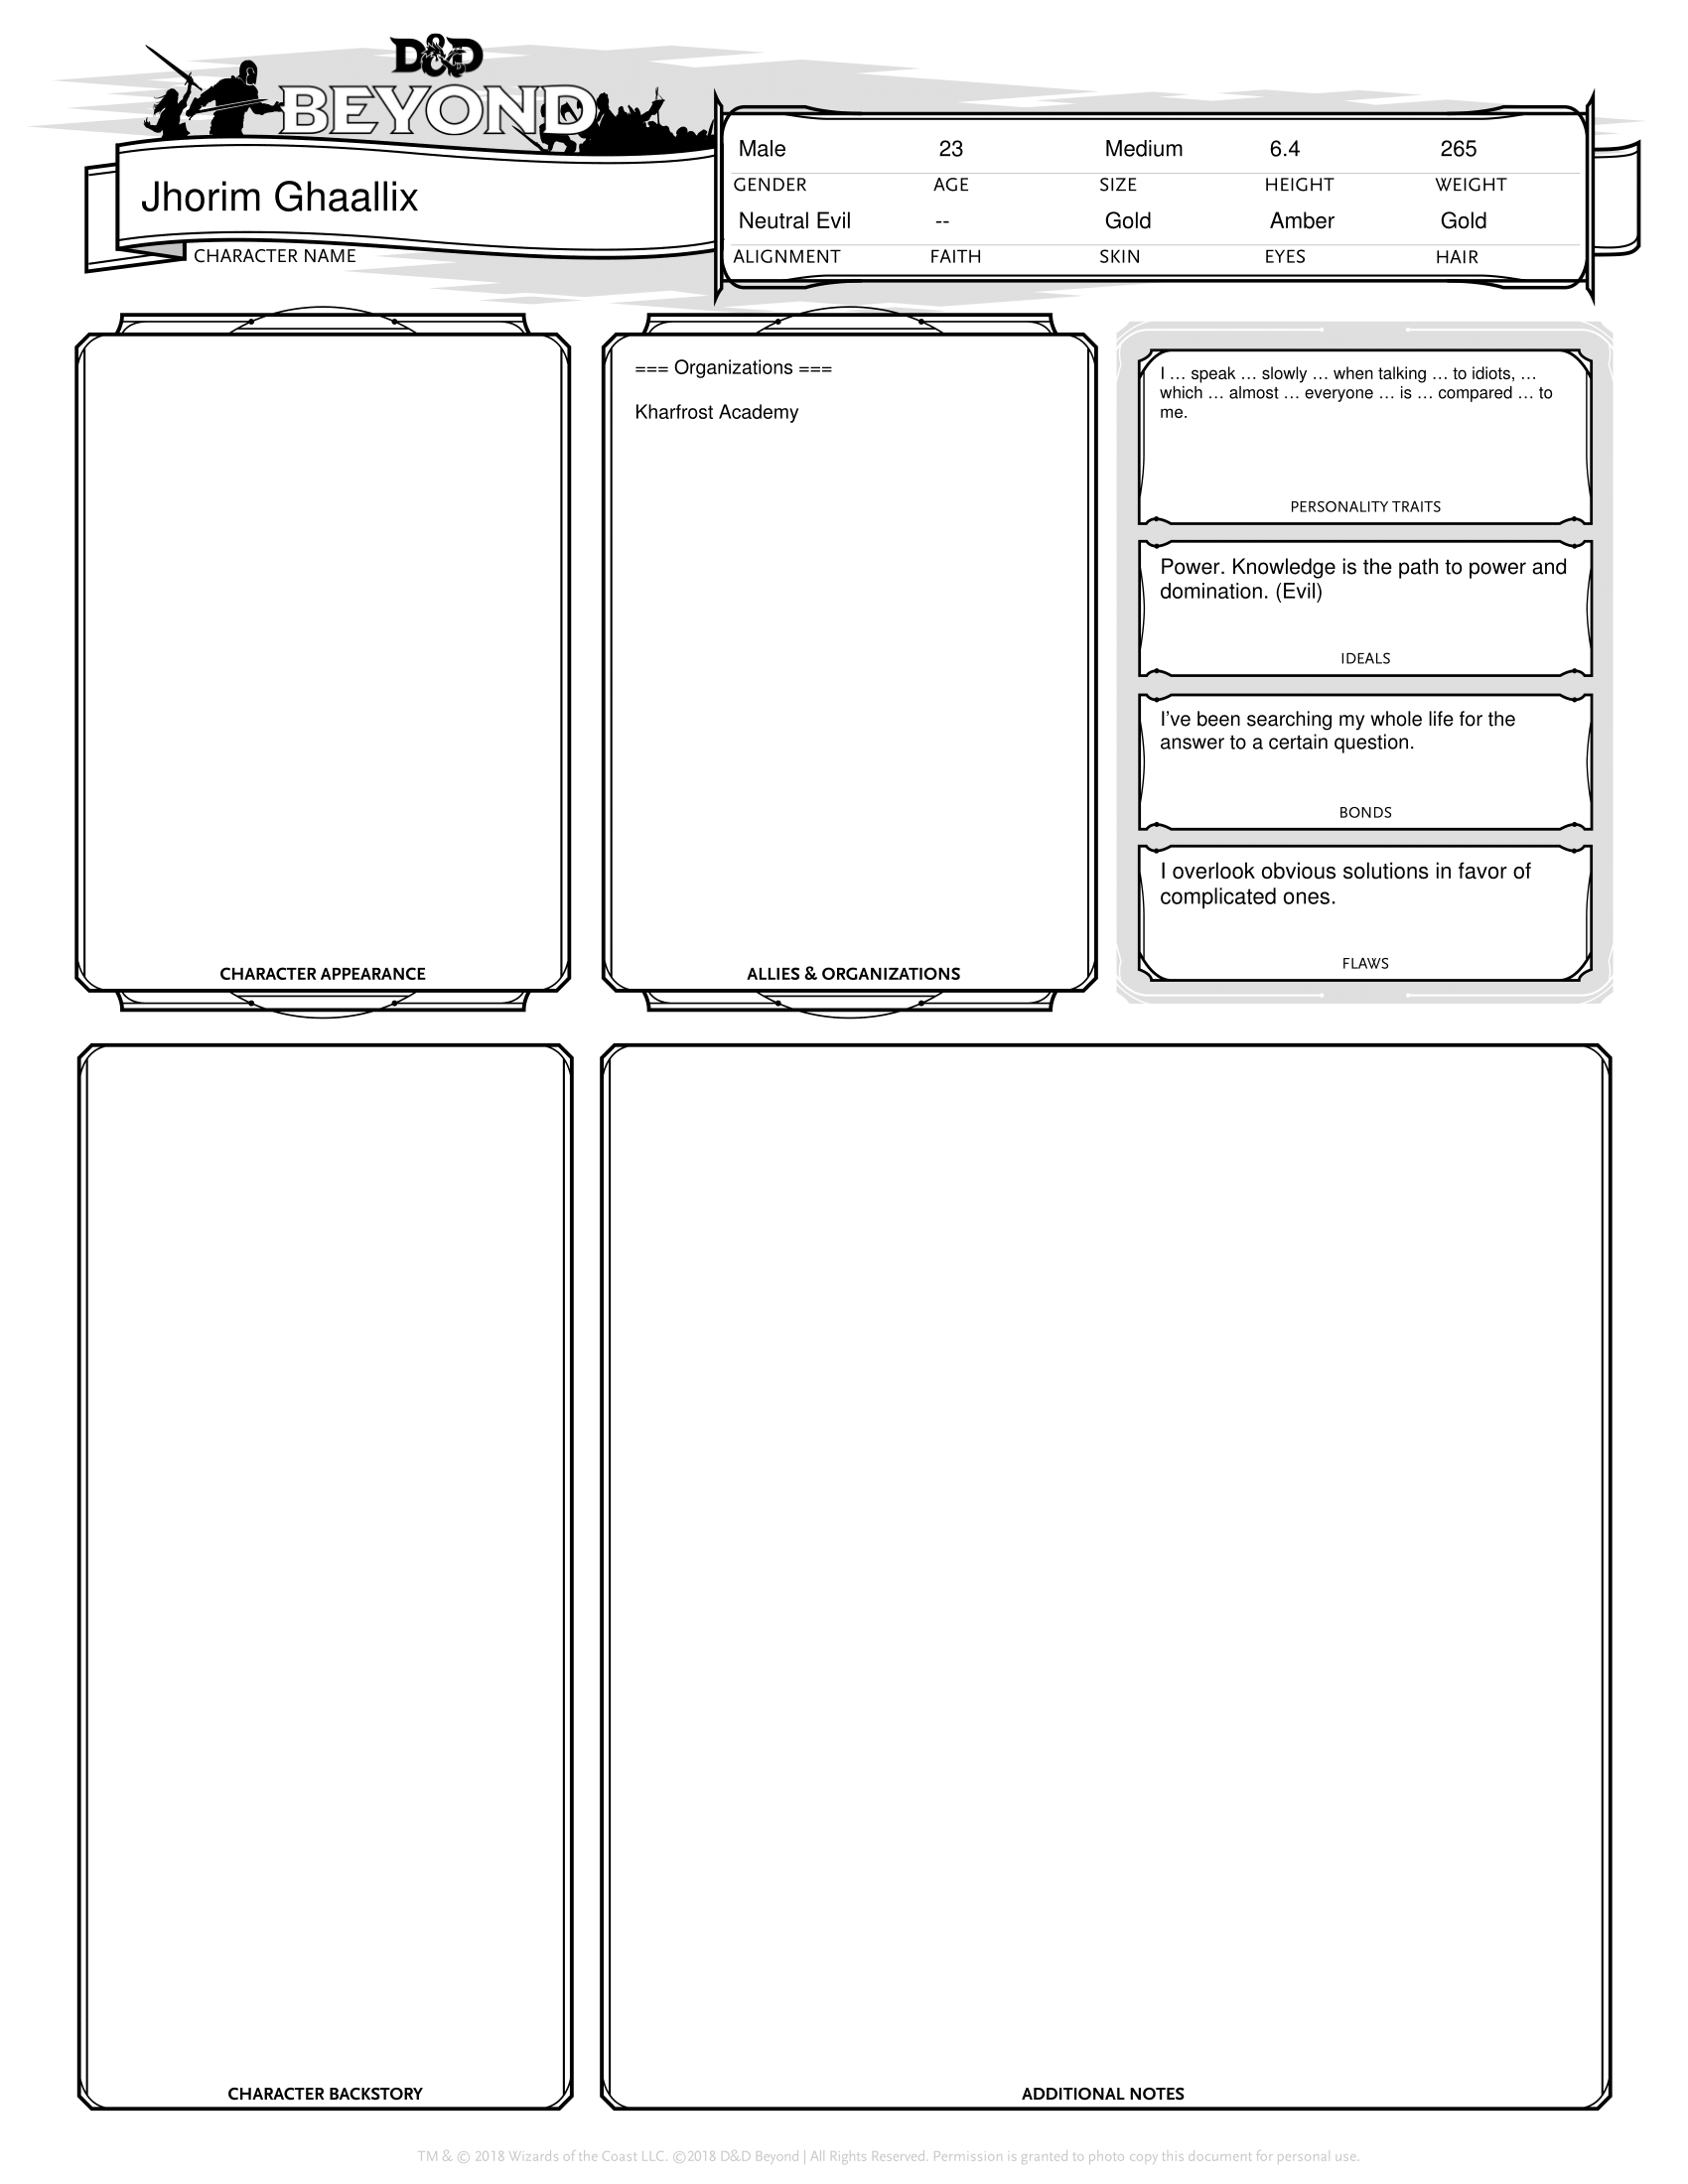 D&D
BEYOND
Jhorim Ghaallix
CHARACTER NAME
Male 23 Medium 6.4 265
GENDER AGE SIZE HEIGHT WEIGHT
Neutral Evil -- Gold Amber Gold
ALIGNMENT FAITH SKIN EYES HAIR
CHARACTER APPEARANCE
=== Organizations ===
Kharfrost Academy
ALLIES & ORGANIZATIONS
I … speak … slowly … when talking … to idiots, …
which … almost … everyone … is … compared … to
me.
PERSONALITY TRAITS
Power. Knowledge is the path to power and
domination. (Evil)
IDEALS
I’ve been searching my whole life for the
answer to a certain question.
BONDS
I overlook obvious solutions in favor of
complicated ones.
FLAWS
CHARACTER BACKSTORY
ADDITIONAL NOTES
TM & © 2018 Wizards of the Coast LLC. ©2018 D&D Beyond | All Rights Reserved. Permission is granted to photo copy this document for personal use.